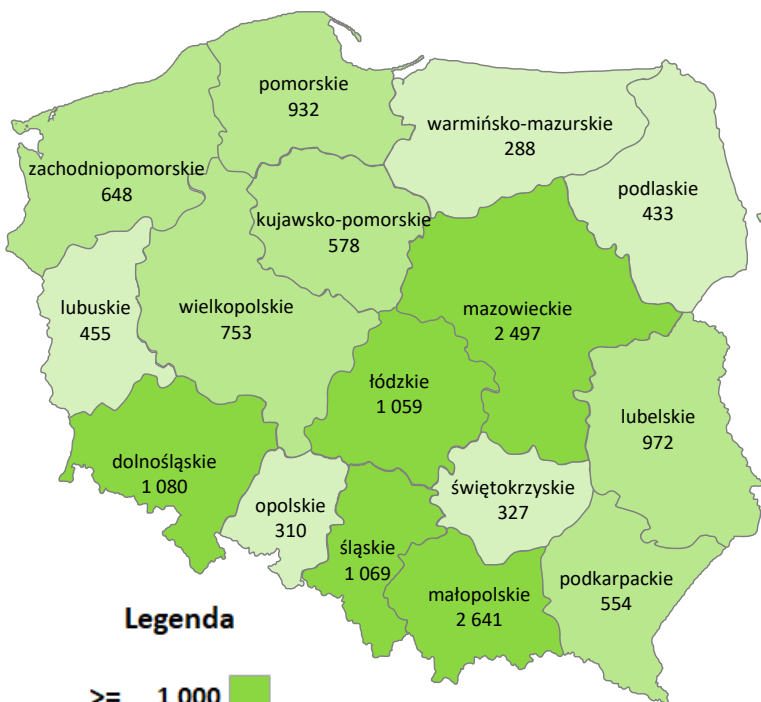 pomorskie
932
warmińsko-mazurskie
288
zachodniopomorskie
648
podlaskie
433
kujawsko-pomorskie
578
lubuskie
455
wielkopolskie
753
mazowieckie
2 497
łódzkie
1 059
lubelskie
972
dolnośląskie
1 080
opolskie
310
świętokrzyskie
327
śląskie
1 069
małopolskie
2 641
podkarpackie
554
Legenda
>= 1 000